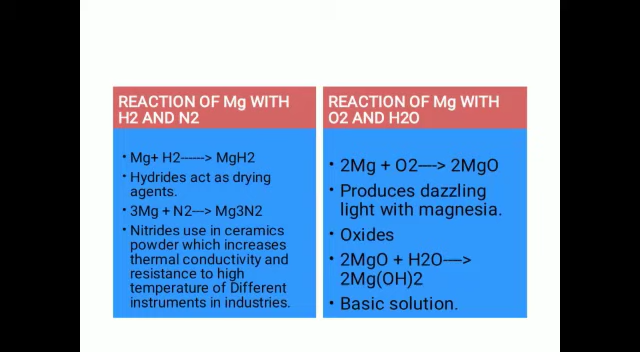 REACTION OF Mg WITH
H2 AND N2
• Mg+ H2------> MgH2
• Hydrides act as drying
agents.
• 3Mg + N2---> Mg3N2
• Nitrides use in ceramics
powder which increases
thermal conductivity and
resistance to high
temperature of Different
instruments in industries.
REACTION OF Mg WITH
O2 AND H2O
• 2Mg + O2----> 2MgO
• Produces dazzling
light with magnesia.
• Oxides
• 2MgO + H2O---->
2Mg(OH)2
• Basic solution.